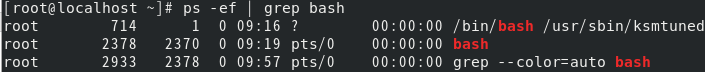 [root@localhost ~]# ps -ef | grep bash
root 714 1 0 09:16 ? 00:00:00 /bin/bash /usr/sbin/ksmtuned
root 2378 2370 0 09:19 pts/0 00:00:00 bash
root 2933 2378 0 09:57 pts/0 00:00:00 grep --color=auto bash